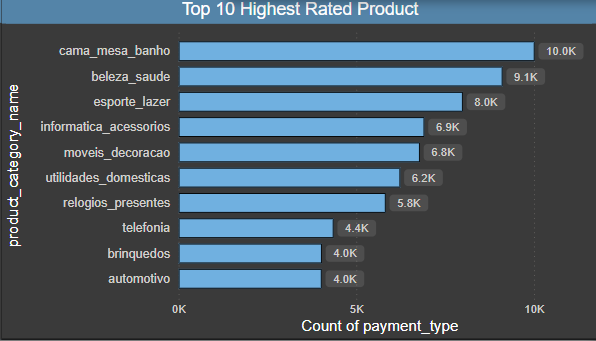 Top 10 Highest Rated Product
product_category_name
cama_mesa_banho 10.0K
beleza_saude 9.1K
esporte_lazer 8.0K
informatica_acessorios 6.9K
moveis_decoracao 6.8K
utilidades_domesticas 6.2K
relogios_presentes 5.8K
telefonia 4.4K
brinquedos 4.0K
automotivo 4.0K
0K 5K 10K
Count of payment_type